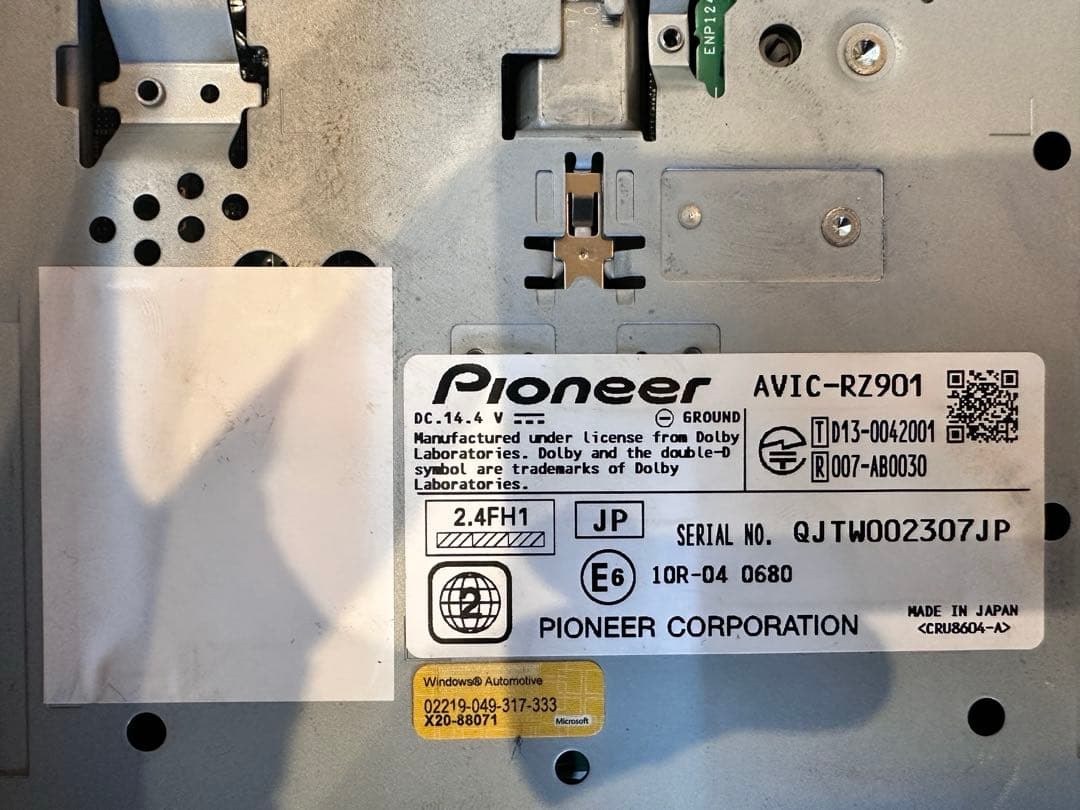 ENP124
Pioneer AVIC-RZ901
DC.14.4 V GROUND
Manufactured under license from Dolby
Laboratories. Dolby and the double-D
symbol are trademarks of Dolby
Laboratories.
T D13-0042001
R 007-AB0030
2.4FH1
JP
SERIAL NO. QJTW002307JP
E6 10R-04 0680
2
PIONEER CORPORATION
MADE IN JAPAN
<CRU8604-A>
Windows® Automotive
02219-049-317-333
X20-88071
Microsoft